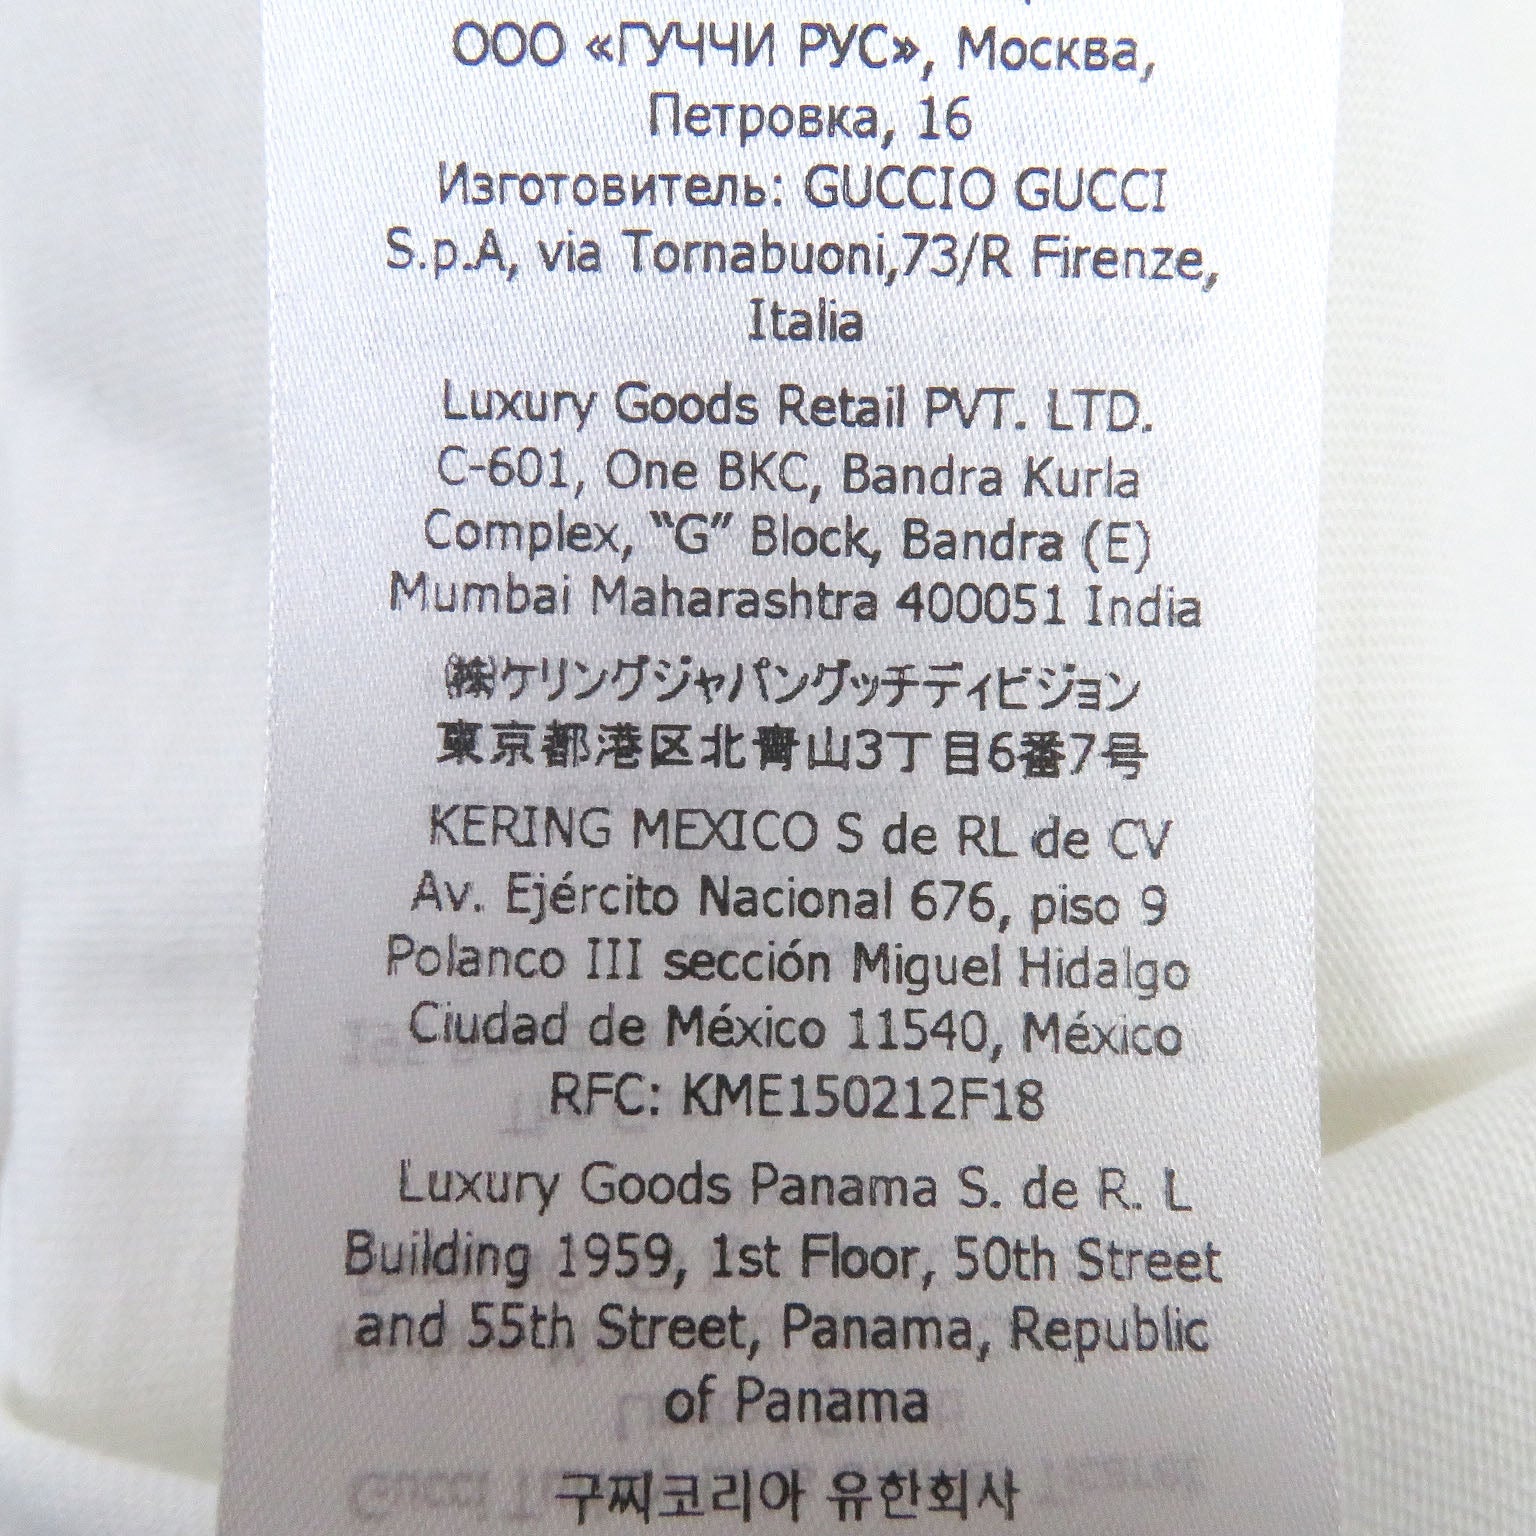 ООО «ГУЧЧИ РУС», Москва,
Петровка, 16
Изготовитель: GUCCIO GUCCI
S.p.A, via Tornabuoni,73/R Firenze,
Italia
Luxury Goods Retail PVT. LTD.
C-601, One BKC, Bandra Kurla
Complex, “G” Block, Bandra (E)
Mumbai Maharashtra 400051 India
㈱ケリングジャパングッチディビジョン
東京都港区北青山3丁目6番7号
KERING MEXICO S de RL de CV
Av. Ejército Nacional 676, piso 9
Polanco III sección Miguel Hidalgo
Ciudad de México 11540, México
RFC: KME150212F18
Luxury Goods Panama S. de R. L
Building 1959, 1st Floor, 50th Street
and 55th Street, Panama, Republic
of Panama
구찌코리아 유한회사